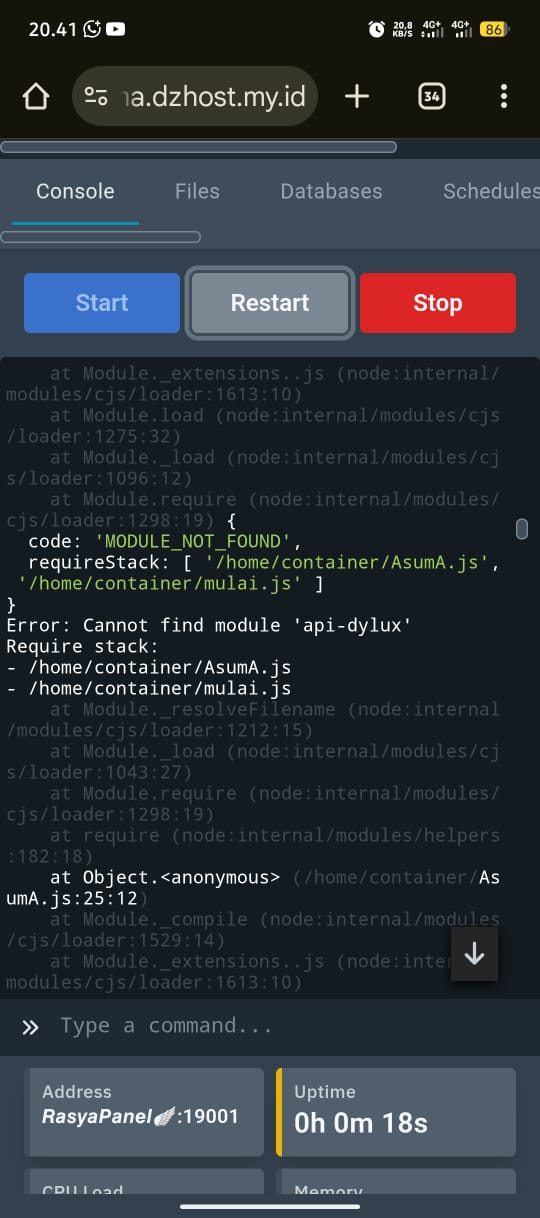 20.41
20,8
KB/S
4G+
4G+
86
a.dzhost.my.id
34
Console
Files
Databases
Schedules
Start
Restart
Stop
    at Module._extensions..js (node:internal/
modules/cjs/loader:1613:10)
    at Module.load (node:internal/modules/cjs
/loader:1275:32)
    at Module._load (node:internal/modules/cj
s/loader:1096:12)
    at Module.require (node:internal/modules/
cjs/loader:1298:19) {
  code: 'MODULE_NOT_FOUND',
  requireStack: [ '/home/container/AsumA.js',
 '/home/container/mulai.js' ]
}
Error: Cannot find module 'api-dylux'
Require stack:
- /home/container/AsumA.js
- /home/container/mulai.js
    at Module._resolveFilename (node:internal
/modules/cjs/loader:1212:15)
    at Module._load (node:internal/modules/cj
s/loader:1043:27)
    at Module.require (node:internal/modules/
cjs/loader:1298:19)
    at require (node:internal/modules/helpers
:182:18)
    at Object.<anonymous> (/home/container/As
umA.js:25:12)
    at Module._compile (node:internal/modules
/cjs/loader:1529:14)
    at Module._extensions..js (node:inter
modules/cjs/loader:1613:10)
Type a command...
Address
RasyaPanel🪽:19001
Uptime
0h 0m 18s
CPU Load
Memory